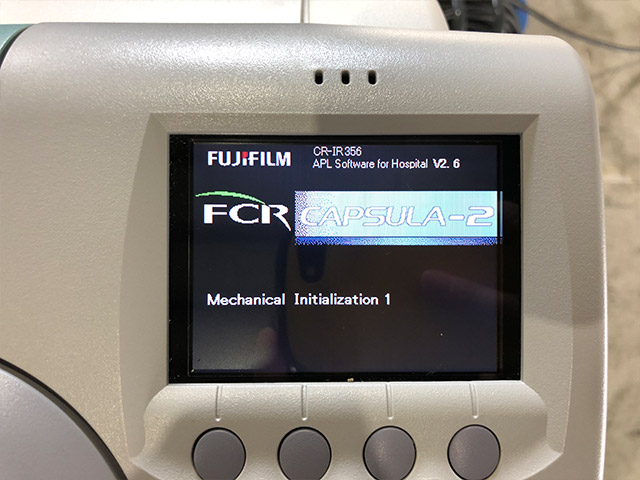 FUJIFILM
CR-IR356
APL Software for Hospital V2.6
FCR CAPSULA-2
Mechanical Initialization 1